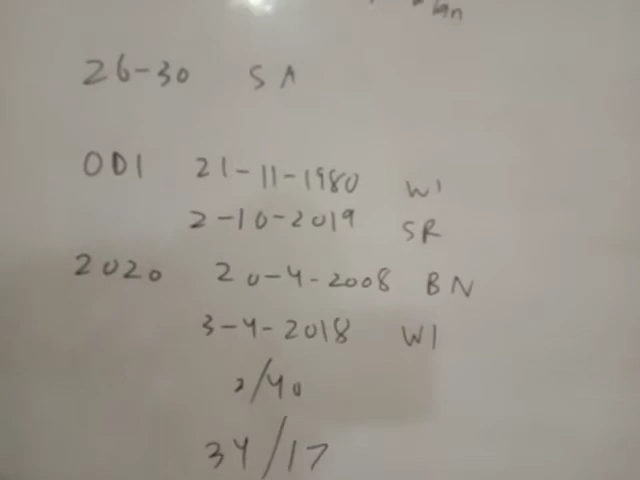 26-30 SA
ODI 21-11-1980 WI
2-10-2019 SR
2020 20-4-2008 BN
3-4-2018 WI
2/40
34/17